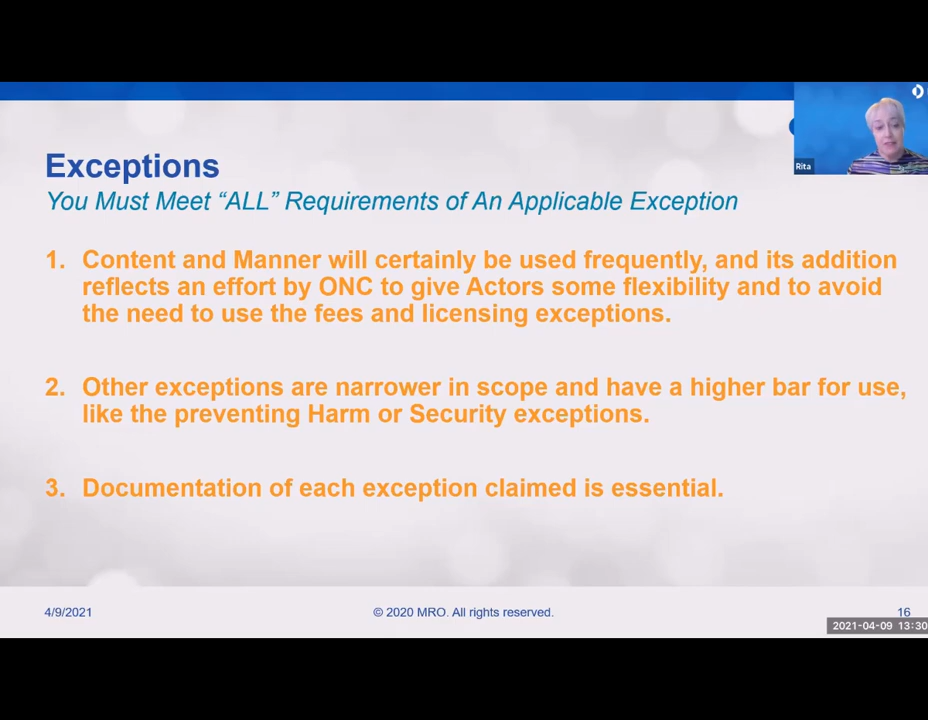 Rita
Exceptions
You Must Meet “ALL” Requirements of An Applicable Exception
1. Content and Manner will certainly be used frequently, and its addition
reflects an effort by ONC to give Actors some flexibility and to avoid
the need to use the fees and licensing exceptions.
2. Other exceptions are narrower in scope and have a higher bar for use,
like the preventing Harm or Security exceptions.
3. Documentation of each exception claimed is essential.
4/9/2021
© 2020 MRO. All rights reserved.
16
2021-04-09 13:30